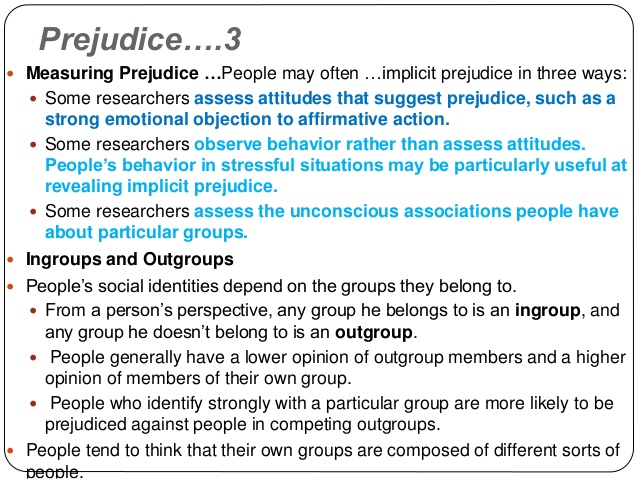 Prejudice….3
Measuring Prejudice …People may often …implicit prejudice in three ways:
Some researchers assess attitudes that suggest prejudice, such as a
strong emotional objection to affirmative action.
Some researchers observe behavior rather than assess attitudes.
People’s behavior in stressful situations may be particularly useful at
revealing implicit prejudice.
Some researchers assess the unconscious associations people have
about particular groups.
Ingroups and Outgroups
People’s social identities depend on the groups they belong to.
From a person’s perspective, any group he belongs to is an ingroup, and
any group he doesn’t belong to is an outgroup.
People generally have a lower opinion of outgroup members and a higher
opinion of members of their own group.
People who identify strongly with a particular group are more likely to be
prejudiced against people in competing outgroups.
People tend to think that their own groups are composed of different sorts of
people.